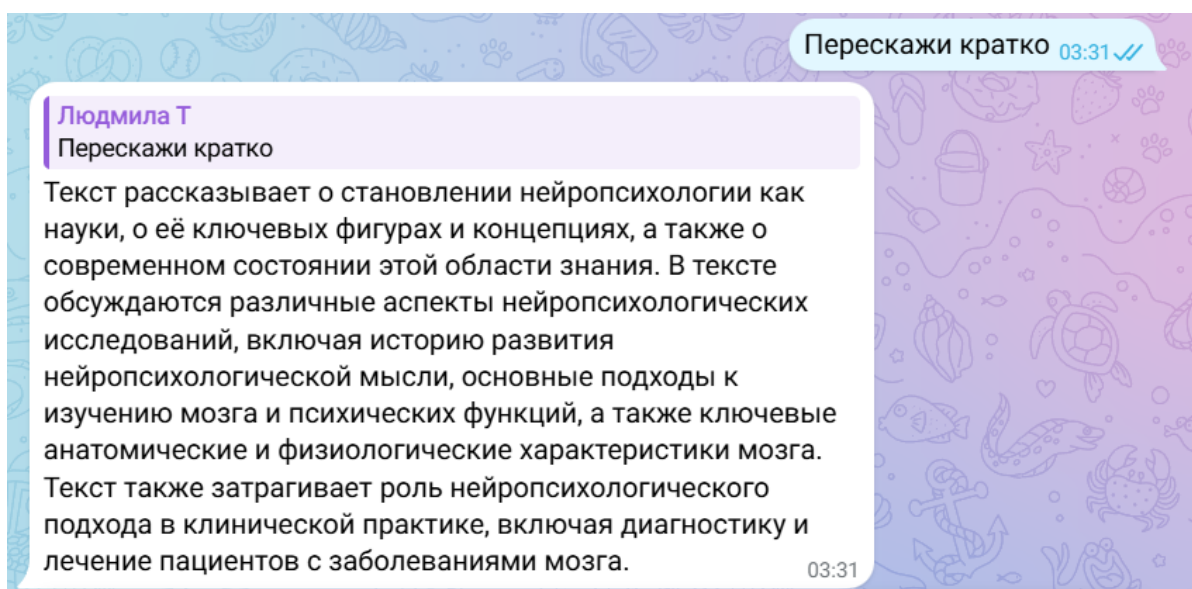 Перескажи кратко 03:31
Людмила Т
Перескажи кратко
Текст рассказывает о становлении нейропсихологии как
науки, о её ключевых фигурах и концепциях, а также о
современном состоянии этой области знания. В тексте
обсуждаются различные аспекты нейропсихологических
исследований, включая историю развития
нейропсихологической мысли, основные подходы к
изучению мозга и психических функций, а также ключевые
анатомические и физиологические характеристики мозга.
Текст также затрагивает роль нейропсихологического
подхода в клинической практике, включая диагностику и
лечение пациентов с заболеваниями мозга.
03:31